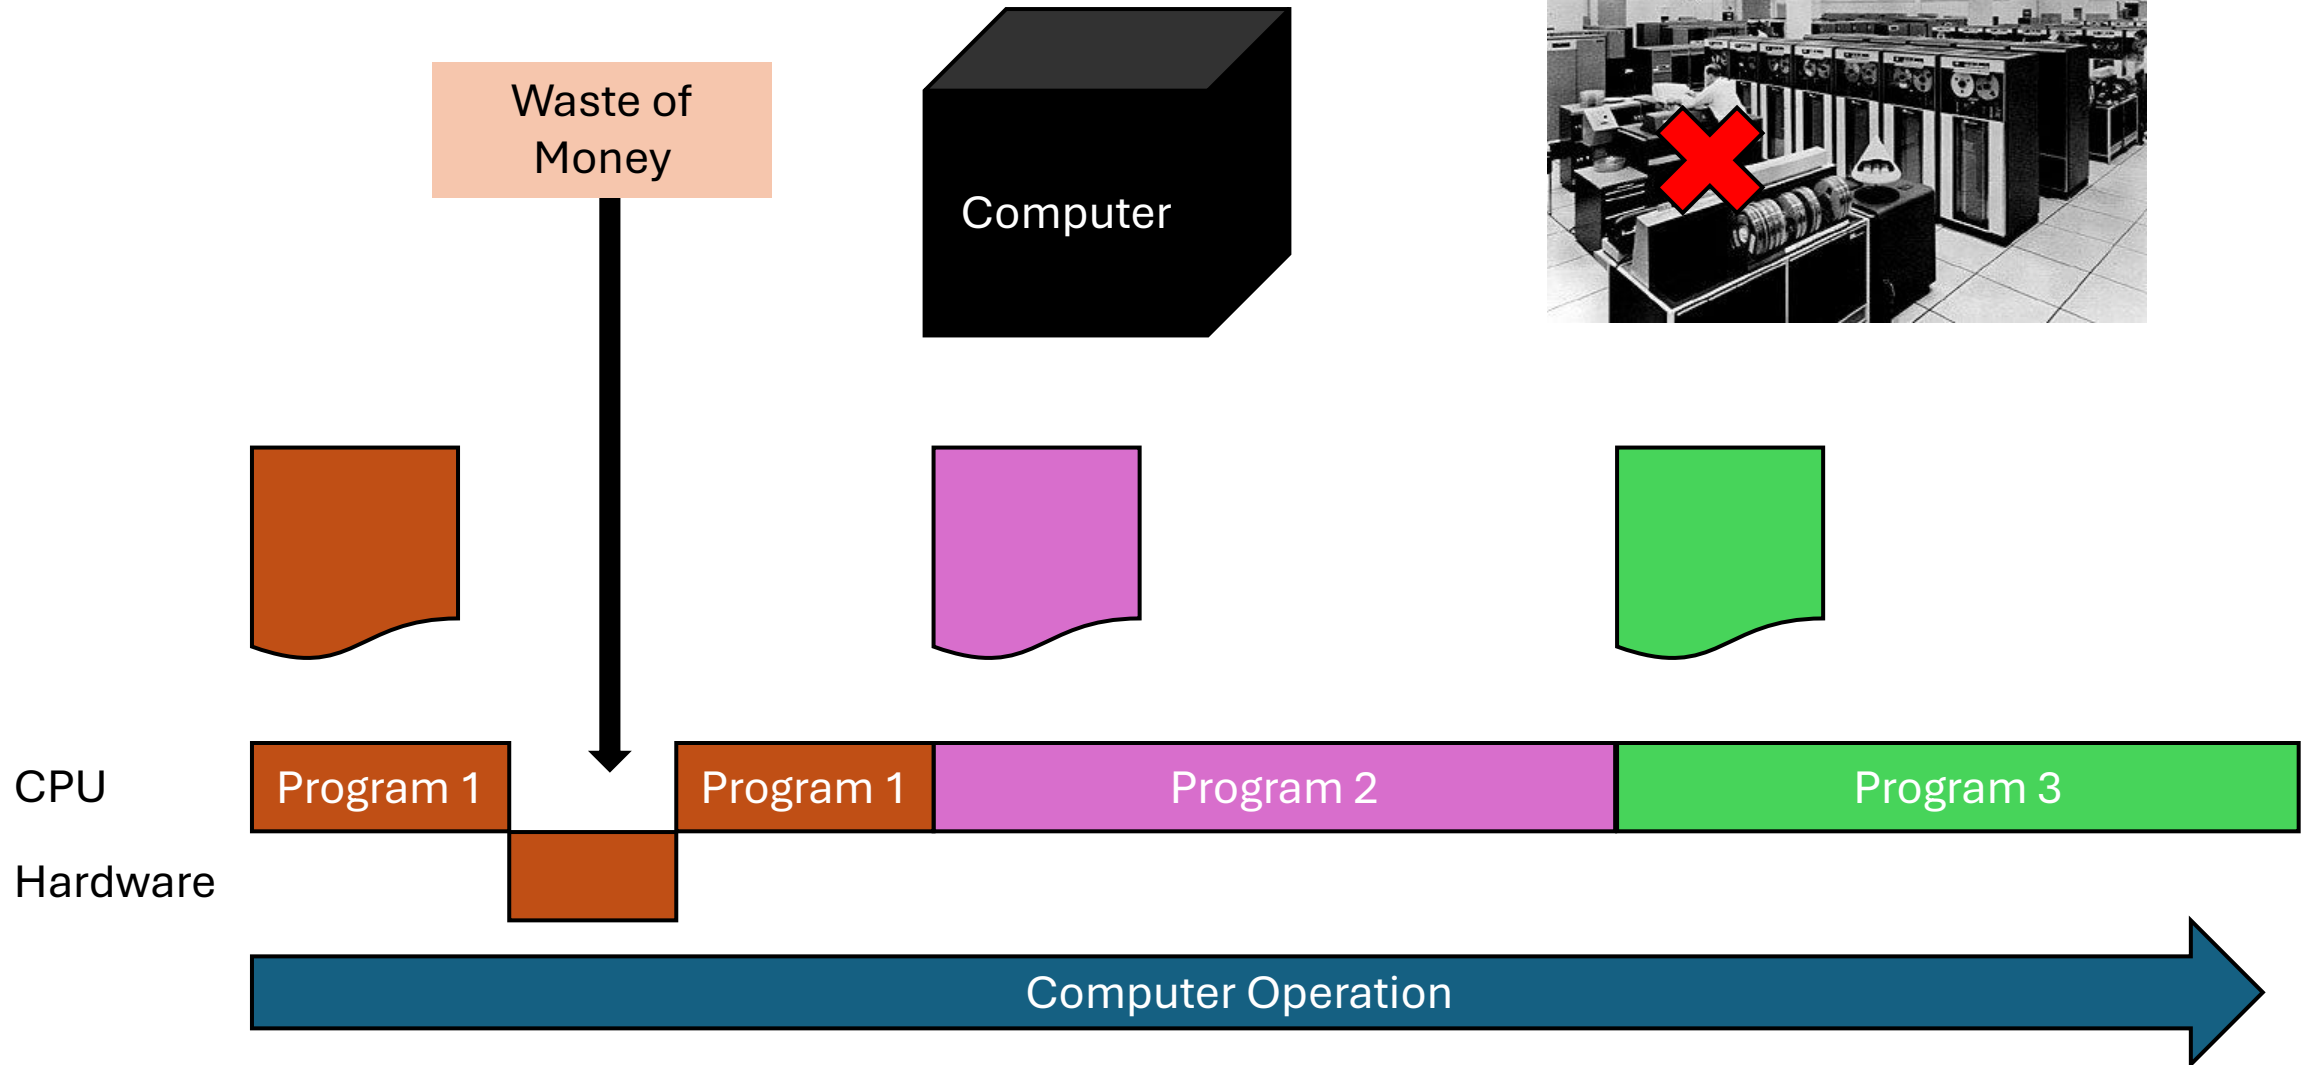 Waste of
Money
Computer
CPU
Program 1
Program 1
Program 2
Program 3
Hardware
Computer Operation